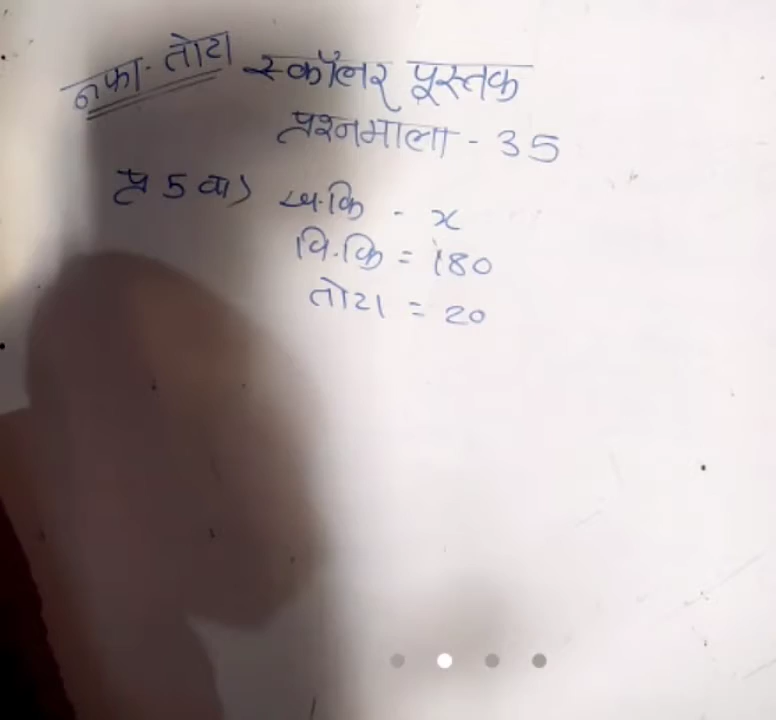 नफा-तोटा स्कॉलर पूस्तक
प्रश्नमाला - 35
प्र 5 वा) ख.कि - x
वि.कि = 180
तोटा = 20